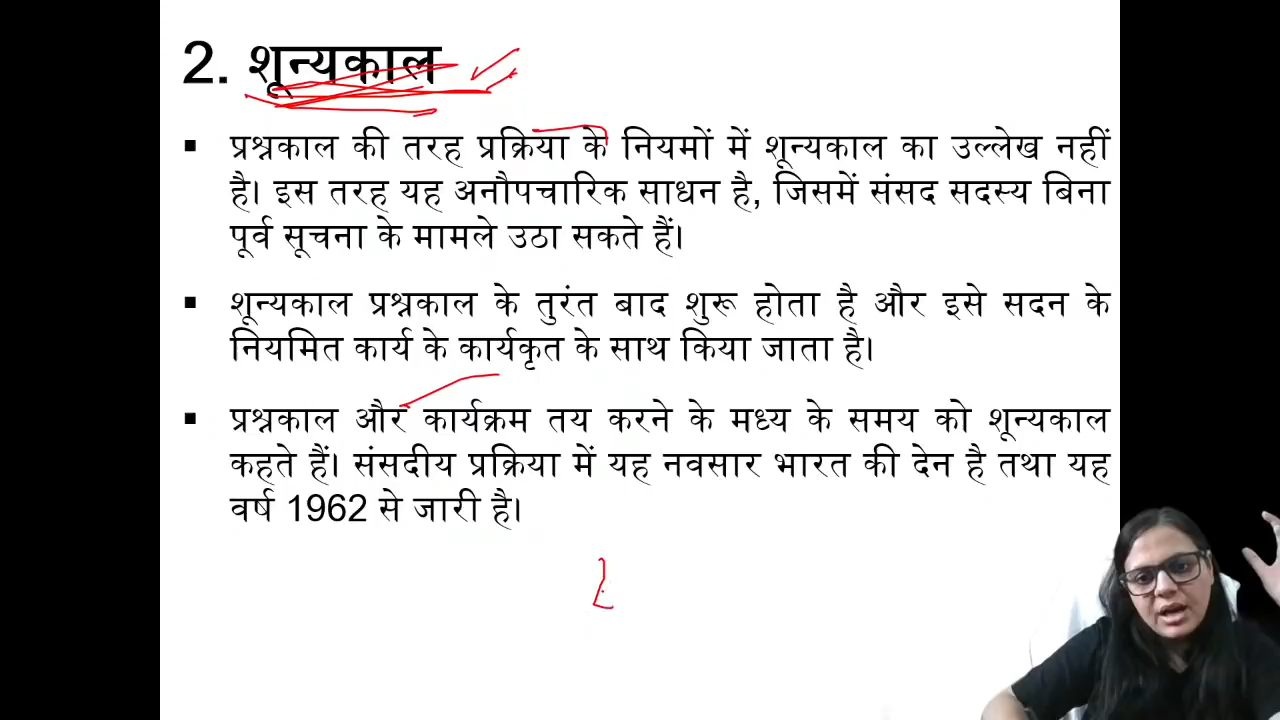 2. शून्यकाल
▪ प्रश्नकाल की तरह प्रक्रिया के नियमों में शून्यकाल का उल्लेख नहीं
है। इस तरह यह अनौपचारिक साधन है, जिसमें संसद सदस्य बिना
पूर्व सूचना के मामले उठा सकते हैं।
▪ शून्यकाल प्रश्नकाल के तुरंत बाद शुरू होता है और इसे सदन के
नियमित कार्य के कार्यकृत के साथ किया जाता है।
▪ प्रश्नकाल और कार्यक्रम तय करने के मध्य के समय को शून्यकाल
कहते हैं। संसदीय प्रक्रिया में यह नवसार भारत की देन है तथा यह
वर्ष 1962 से जारी है।